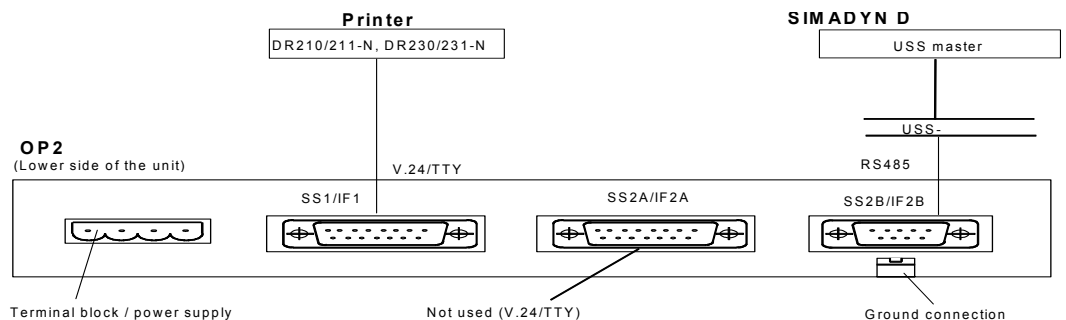 Printer
SIMADYN D
DR210/211-N, DR230/231-N
USS master
USS-
OP2
(Lower side of the unit)
V.24/TTY
RS485
SS1/IF1
SS2A/IF2A
SS2B/IF2B
Terminal block / power supply
Not used (V.24/TTY)
Ground connection